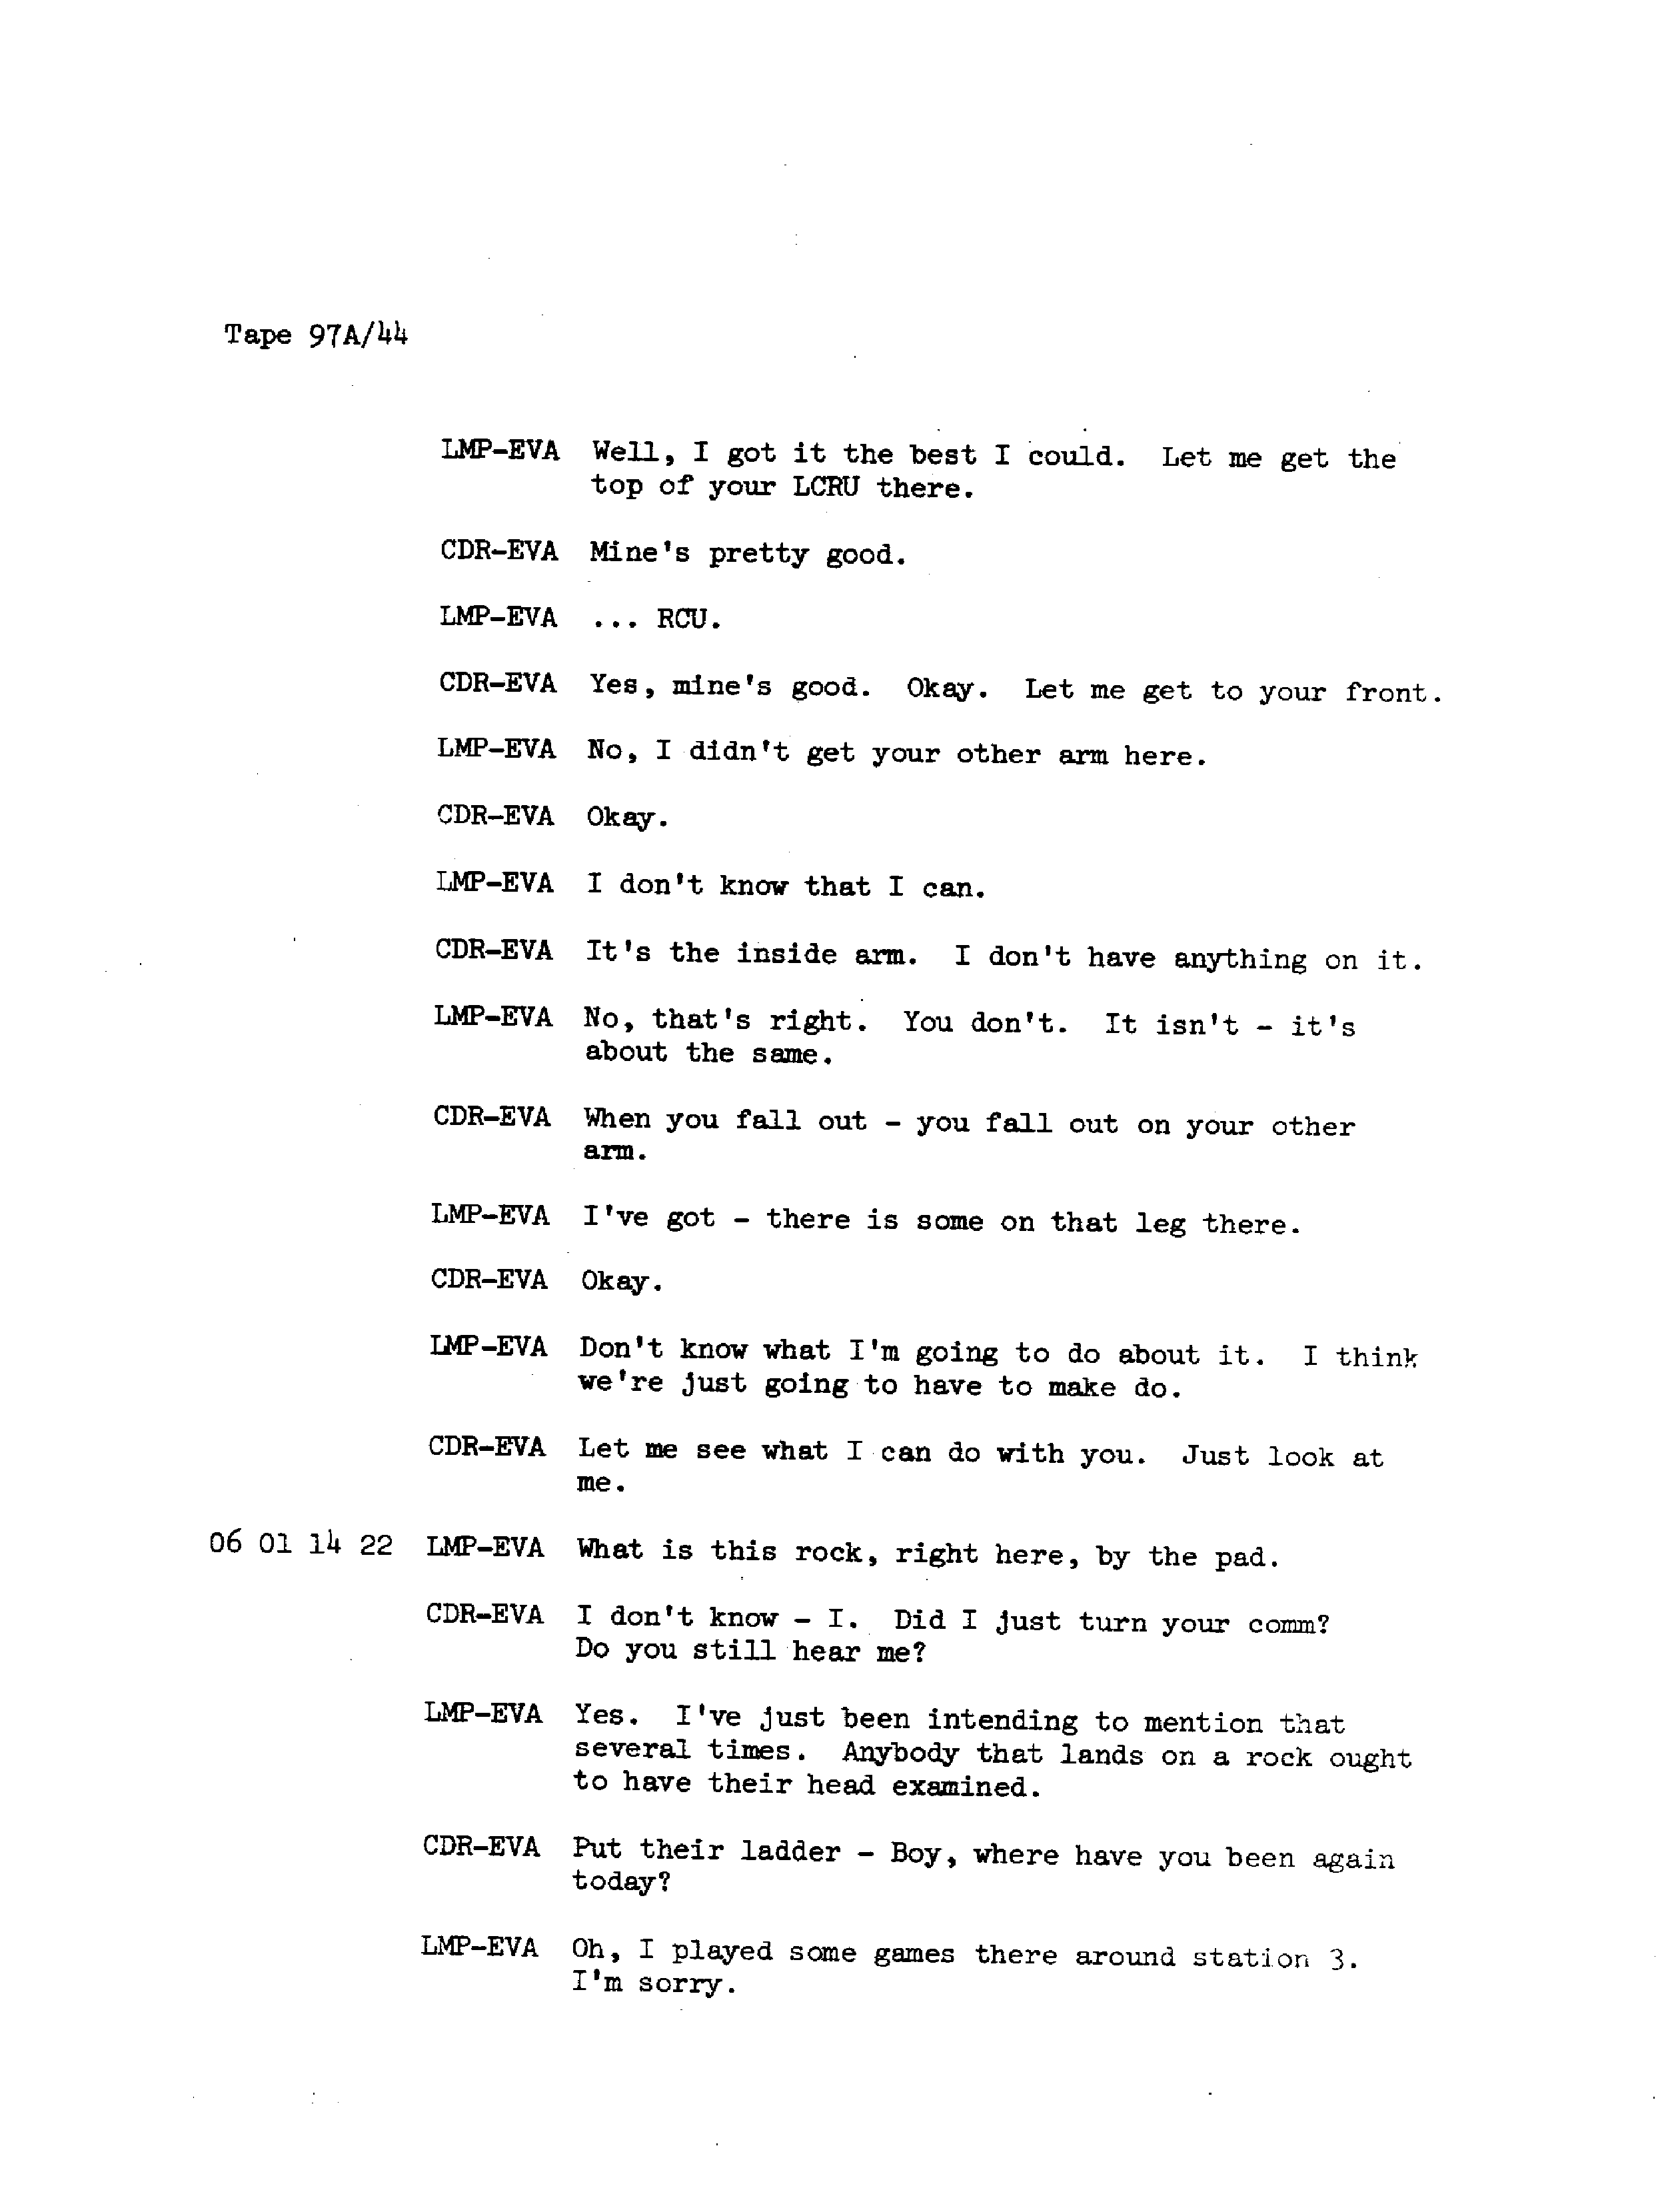 Tape 97A/44
LMP-EVA Well, I got it the best I could. Let me get the
top of your LCRU there.
CDR-EVA Mine's pretty good.
LMP-EVA ... RCU.
CDR-EVA Yes, mine's good. Okay. Let me get to your front.
LMP-EVA No, I didn't get your other arm here.
CDR-EVA Okay.
LMP-EVA I don't know that I can.
CDR-EVA It's the inside arm. I don't have anything on it.
LMP-EVA No, that's right. You don't. It isn't - it's
about the same.
CDR-EVA When you fall out - you fall out on your other
arm.
LMP-EVA I've got - there is some on that leg there.
CDR-EVA Okay.
LMP-EVA Don't know what I'm going to do about it. I think
we're just going to have to make do.
CDR-EVA Let me see what I can do with you. Just look at
me.
06 01 14 22 LMP-EVA What is this rock, right here, by the pad.
CDR-EVA I don't know - I. Did I just turn your comm?
Do you still hear me?
LMP-EVA Yes. I've just been intending to mention that
several times. Anybody that lands on a rock ought
to have their head examined.
CDR-EVA Put their ladder - Boy, where have you been again
today?
LMP-EVA Oh, I played some games there around station 3.
I'm sorry.